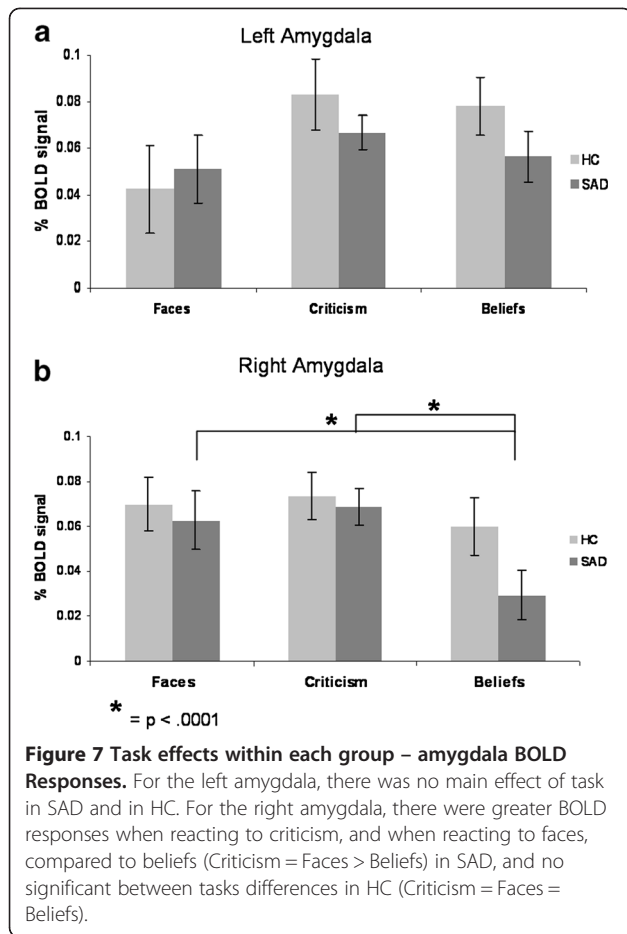 a
Left Amygdala
0.1
0.08
0.06
0.04
0.02
0
% BOLD signal
HC
SAD
Faces
Criticism
Beliefs
b
Right Amygdala
*
*
0.1
0.08
0.06
0.04
0.02
0
% BOLD signal
HC
SAD
Faces
Criticism
Beliefs
* = p < .0001
Figure 7 Task effects within each group – amygdala BOLD
Responses. For the left amygdala, there was no main effect of task
in SAD and in HC. For the right amygdala, there were greater BOLD
responses when reacting to criticism, and when reacting to faces,
compared to beliefs (Criticism = Faces > Beliefs) in SAD, and no
significant between tasks differences in HC (Criticism = Faces =
Beliefs).